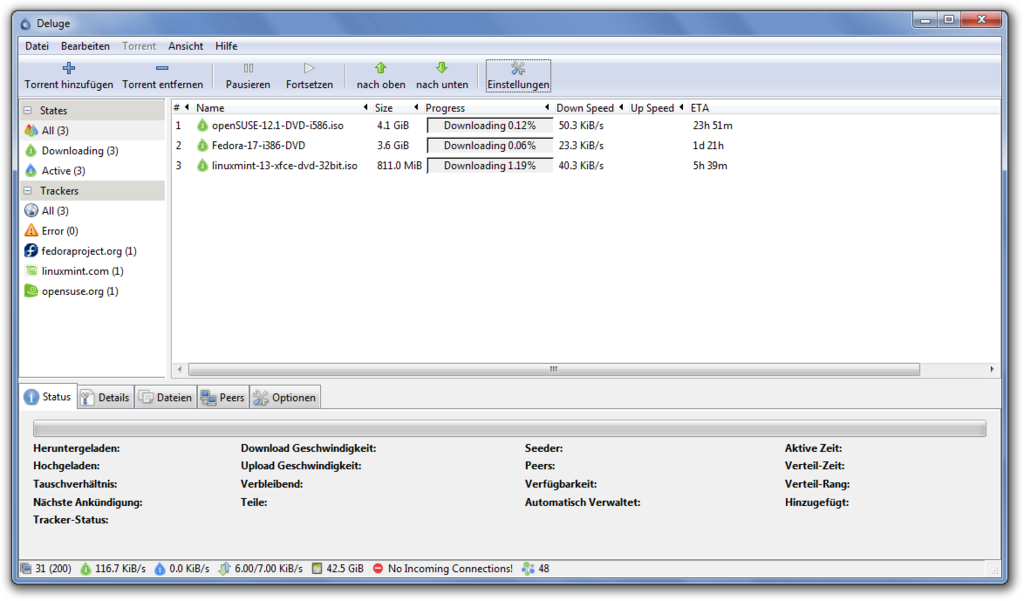 Deluge
Datei Bearbeiten Torrent Ansicht Hilfe
Torrent hinzufügen Torrent entfernen Pausieren Fortsetzen nach oben nach unten Einstellungen
States
All (3)
Downloading (3)
Active (3)
Trackers
All (3)
Error (0)
fedoraproject.org (1)
linuxmint.com (1)
opensuse.org (1)
# Name Size Progress Down Speed Up Speed ETA
1 openSUSE-12.1-DVD-i586.iso 4.1 GiB Downloading 0.12% 50.3 KiB/s 23h 51m
2 Fedora-17-i386-DVD 3.6 GiB Downloading 0.06% 23.3 KiB/s 1d 21h
3 linuxmint-13-xfce-dvd-32bit.iso 811.0 MiB Downloading 1.19% 40.3 KiB/s 5h 39m
Status Details Dateien Peers Optionen
Heruntergeladen: Download Geschwindigkeit: Seeder: Aktive Zeit:
Hochgeladen: Upload Geschwindigkeit: Peers: Verteil-Zeit:
Tauschverhältnis: Verbleibend: Verfügbarkeit: Verteil-Rang:
Nächste Ankündigung: Teile: Automatisch Verwaltet: Hinzugefügt:
Tracker-Status:
31 (200) 116.7 KiB/s 0.0 KiB/s 6.00/7.00 KiB/s 42.5 GiB No Incoming Connections! 48